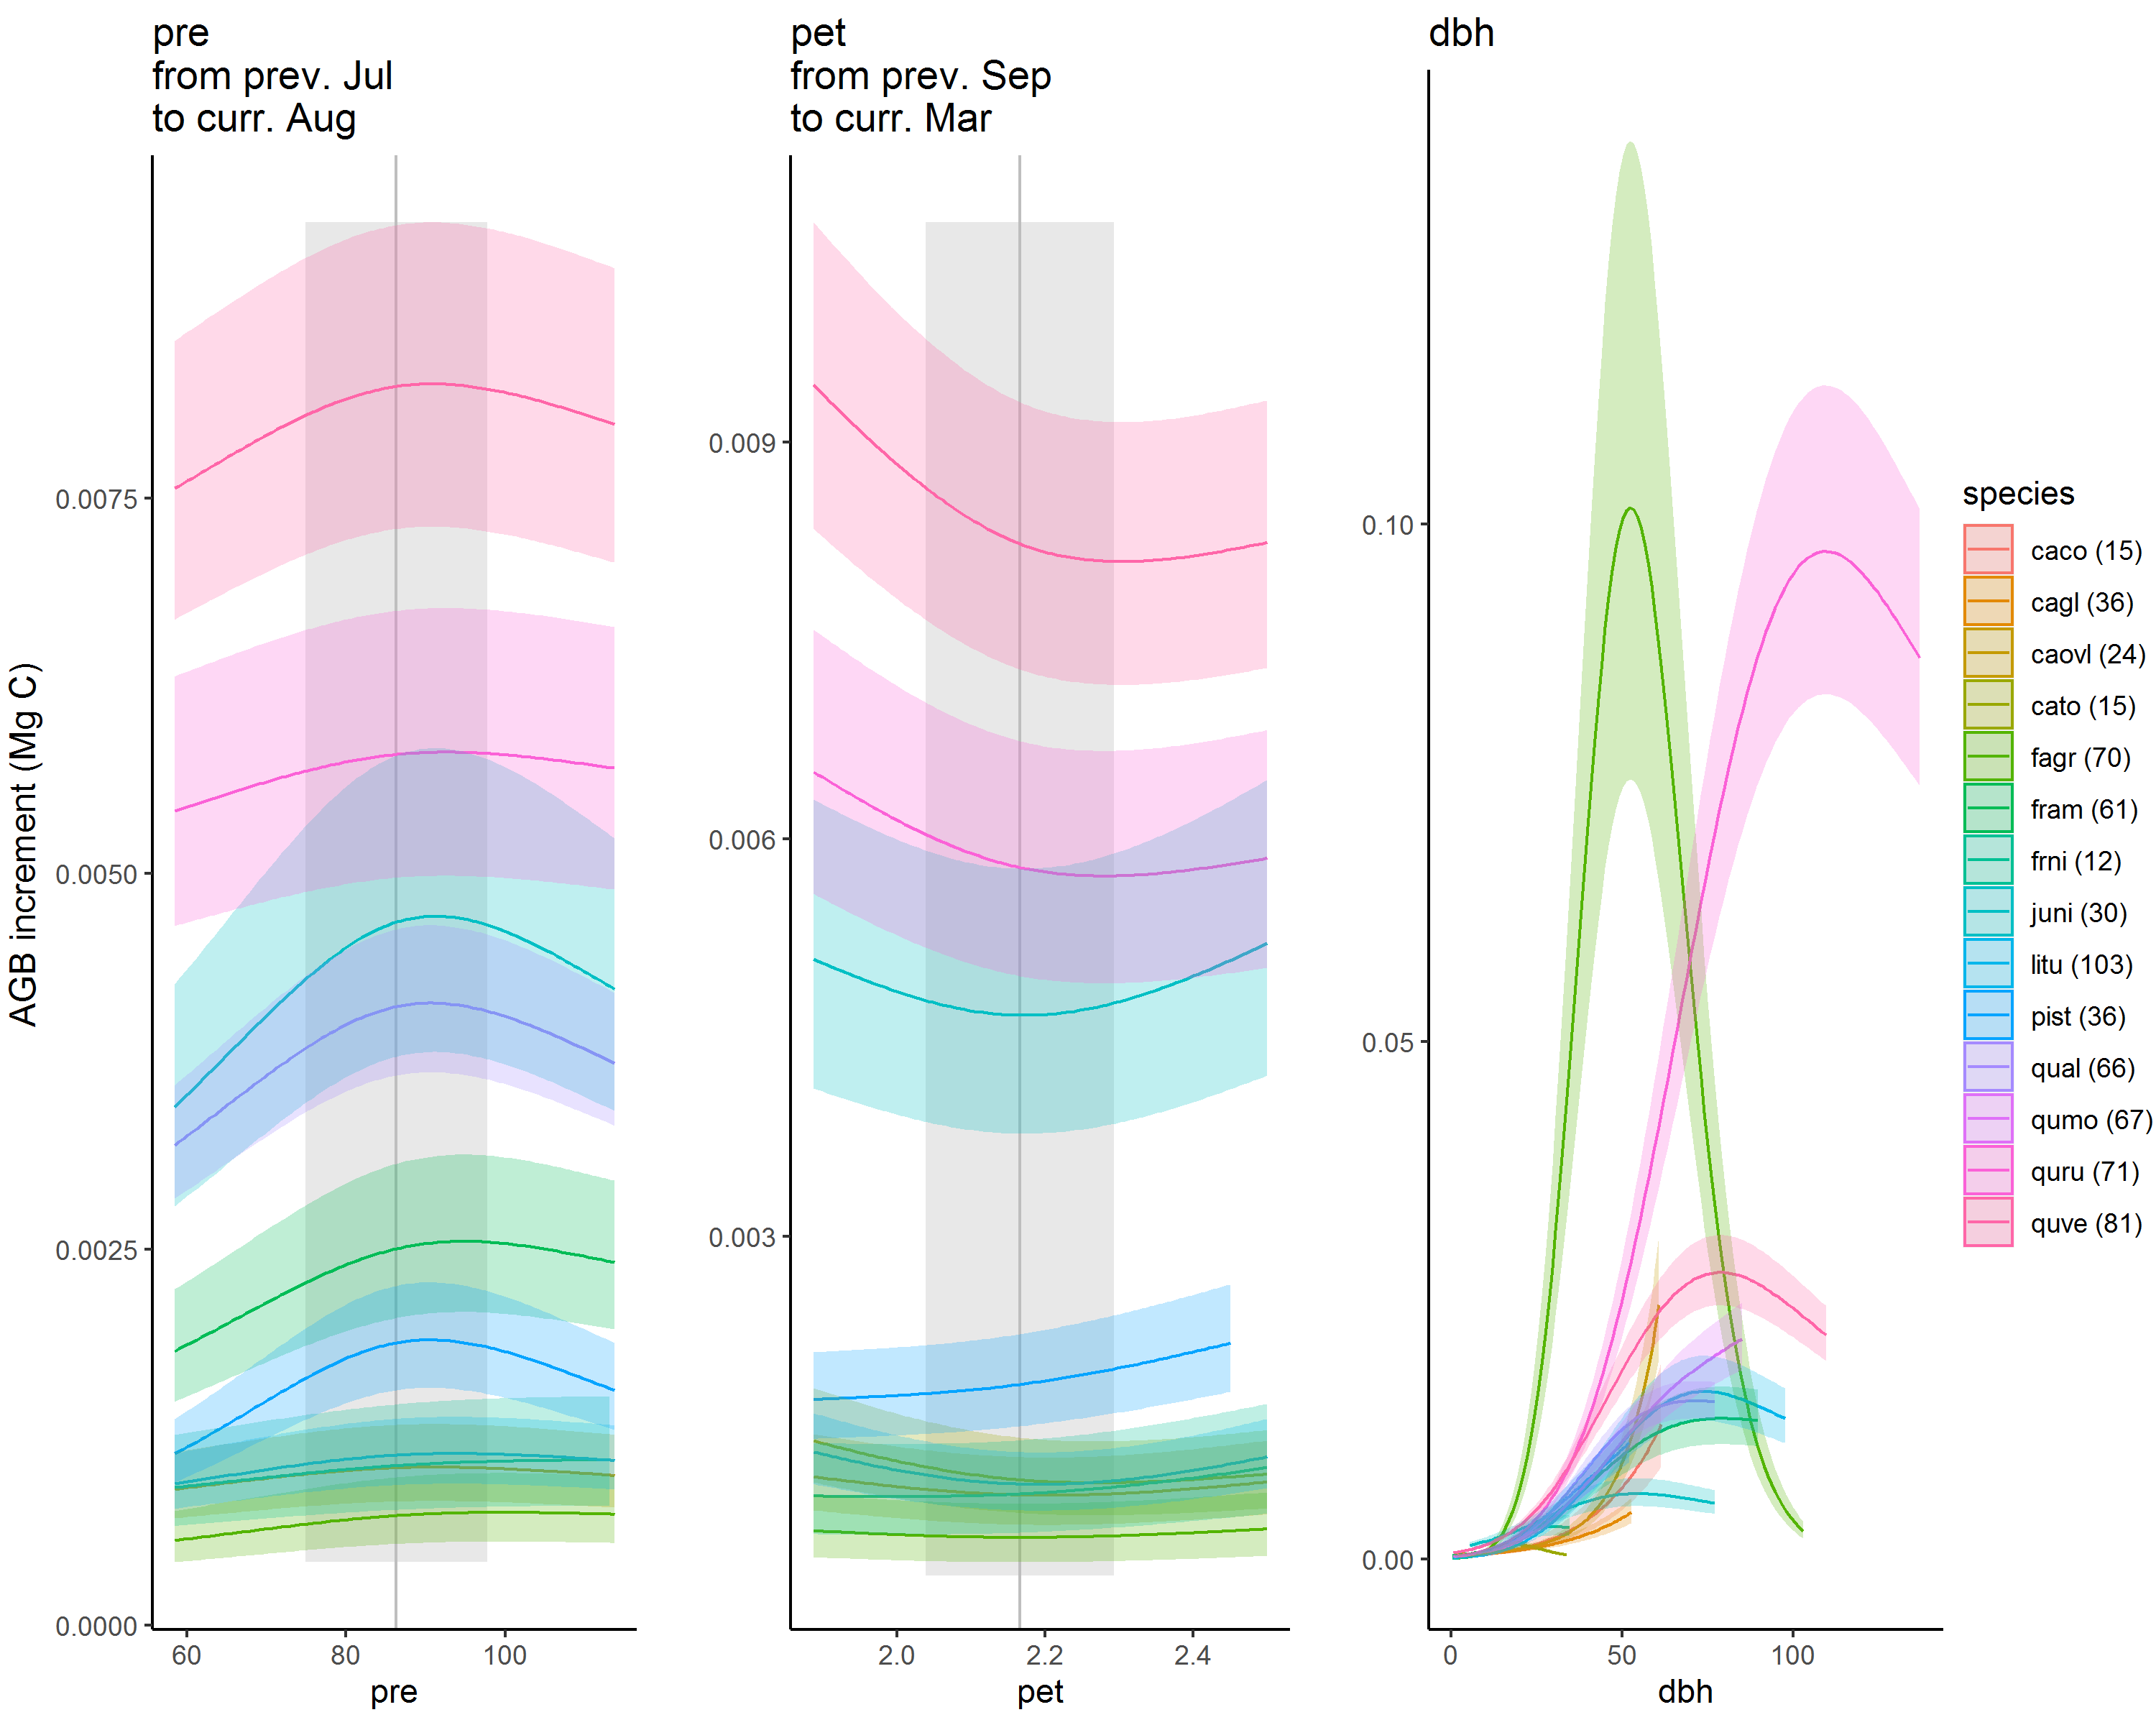 pre
from prev. Jul
to curr. Aug
pet
from prev. Sep
to curr. Mar
dbh
AGB increment (Mg C)
0.0075
0.0050
0.0025
0.0000
60 80 100
pre
0.009
0.006
0.003
2.0 2.2 2.4
pet
0.10
0.05
0.00
0 50 100
dbh
species
caco (15)
cagl (36)
caovl (24)
cato (15)
fagr (70)
fram (61)
frni (12)
juni (30)
litu (103)
pist (36)
qual (66)
qumo (67)
quru (71)
quve (81)